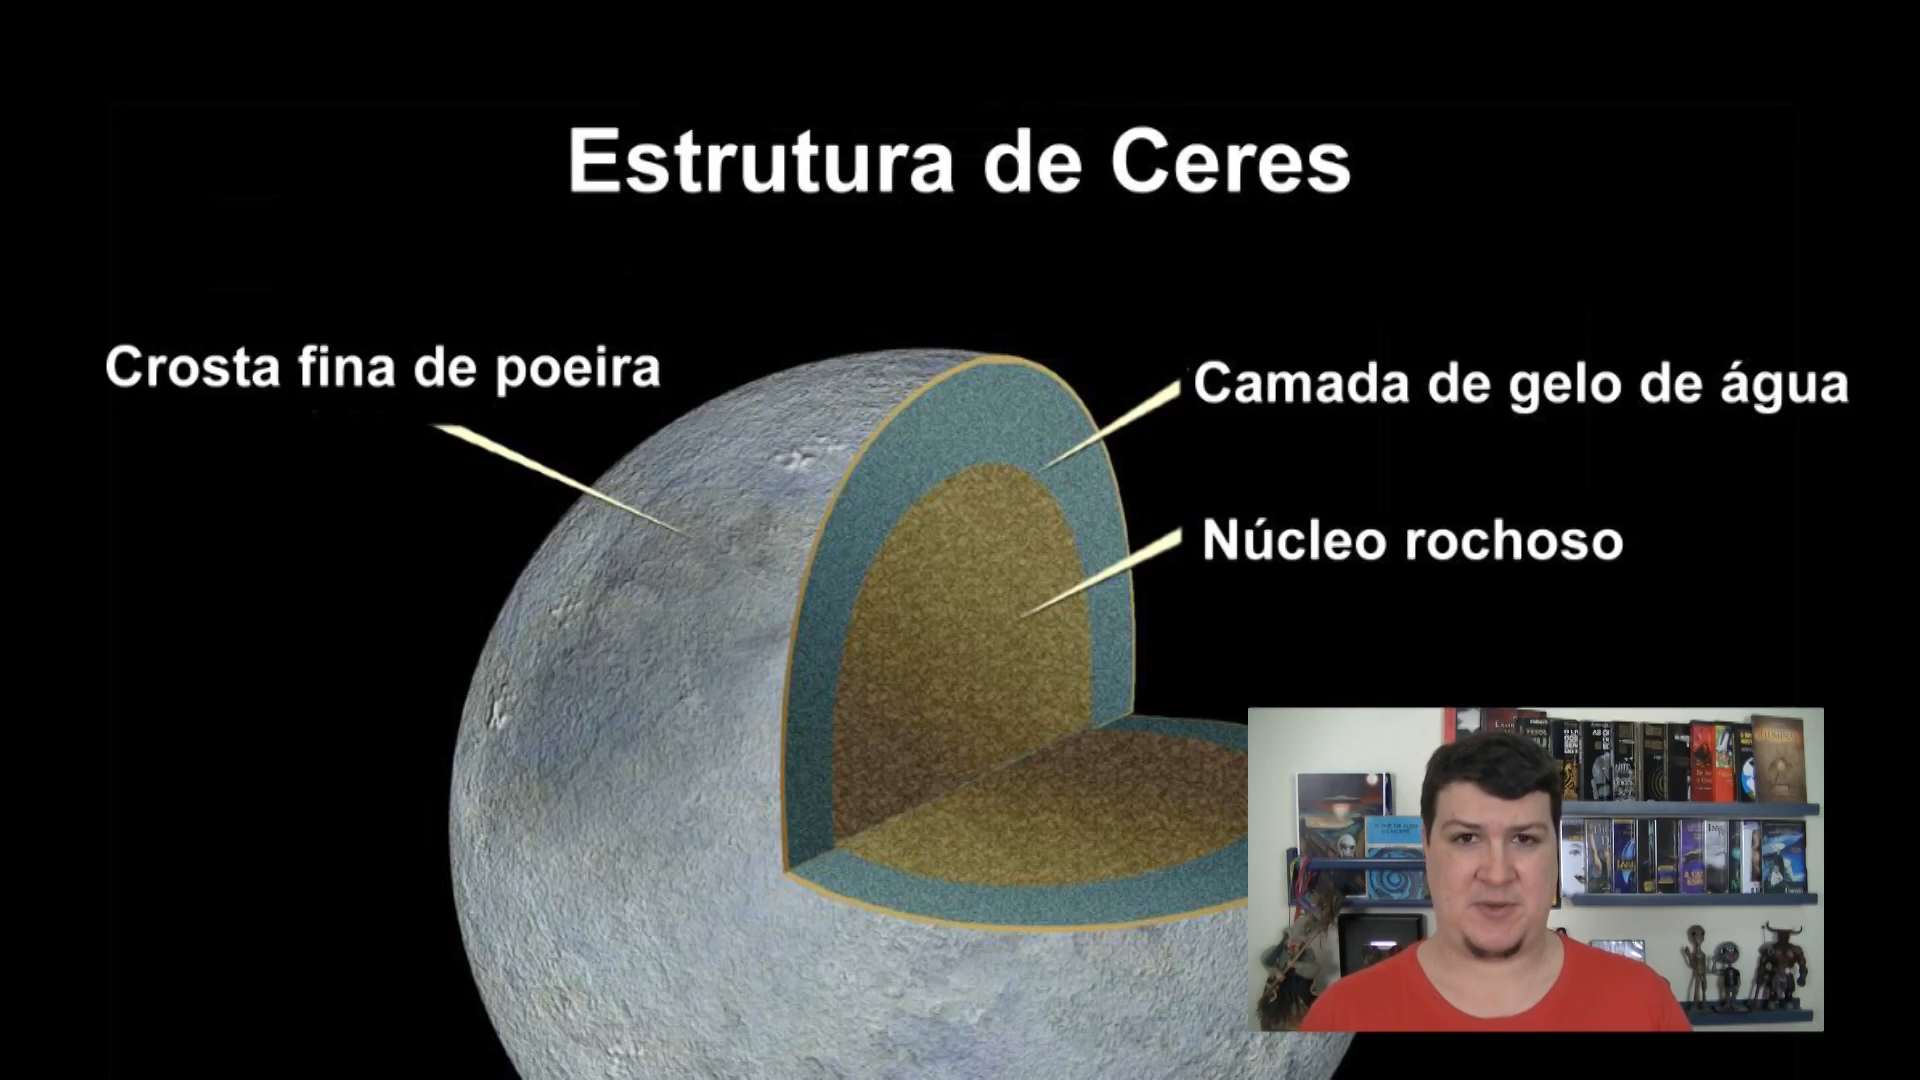 Estrutura de Ceres
Crosta fina de poeira
Camada de gelo de água
Núcleo rochoso